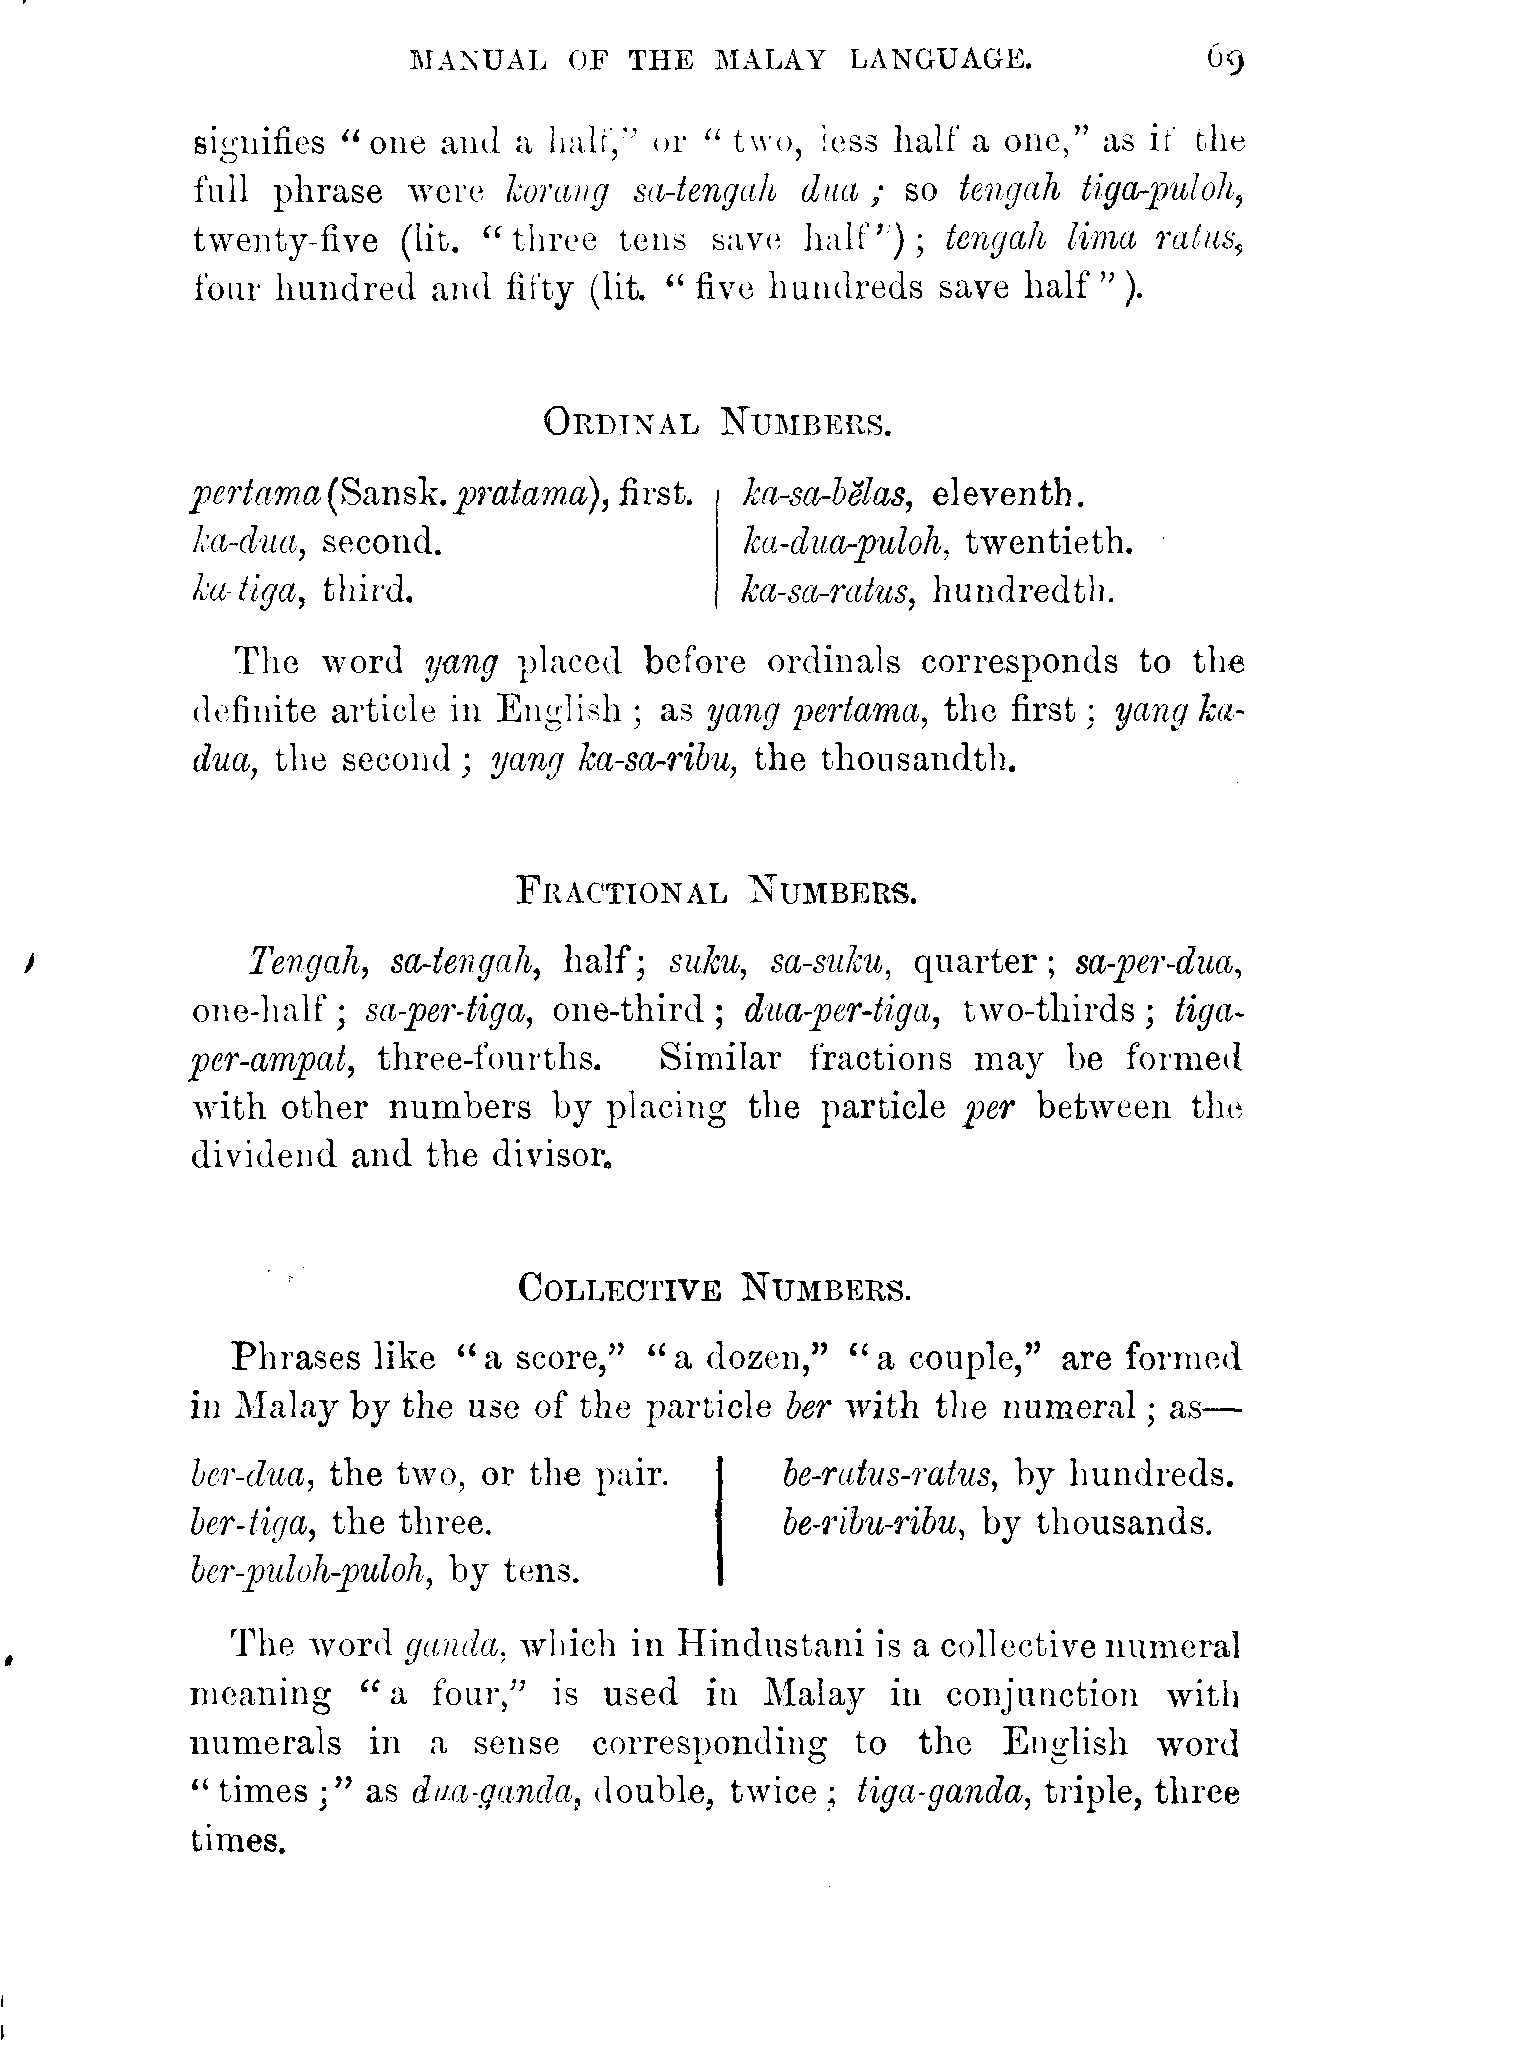 MANUAL OF THE MALAY LANGUAGE. 69
signifies “one and a half,” or “two, less half a one,” as if the
full phrase were korang sa-tengah dua; so tengah tiga-puloh,
twenty-five (lit. “three tens save half”); tengah lima ratus,
four hundred and fifty (lit. “five hundreds save half”).
ORDINAL NUMBERS.
pertama (Sansk. pratama), first.
ka-dua, second.
ka-tiga, third.
ka-sa-bĕlas, eleventh.
ka-dua-puloh, twentieth.
ka-sa-ratus, hundredth.
The word yang placed before ordinals corresponds to the
definite article in English; as yang pertama, the first; yang ka-
dua, the second; yang ka-sa-ribu, the thousandth.
FRACTIONAL NUMBERS.
Tengah, sa-tengah, half; suku, sa-suku, quarter; sa-per-dua,
one-half; sa-per-tiga, one-third; dua-per-tiga, two-thirds; tiga-
per-ampat, three-fourths. Similar fractions may be formed
with other numbers by placing the particle per between the
dividend and the divisor.
COLLECTIVE NUMBERS.
Phrases like “a score,” “a dozen,” “a couple,” are formed
in Malay by the use of the particle ber with the numeral; as—
ber-dua, the two, or the pair.
ber-tiga, the three.
ber-puloh-puloh, by tens.
be-ratus-ratus, by hundreds.
be-ribu-ribu, by thousands.
The word ganda, which in Hindustani is a collective numeral
meaning “a four,” is used in Malay in conjunction with
numerals in a sense corresponding to the English word
“times;” as dua-ganda, double, twice; tiga-ganda, triple, three
times.